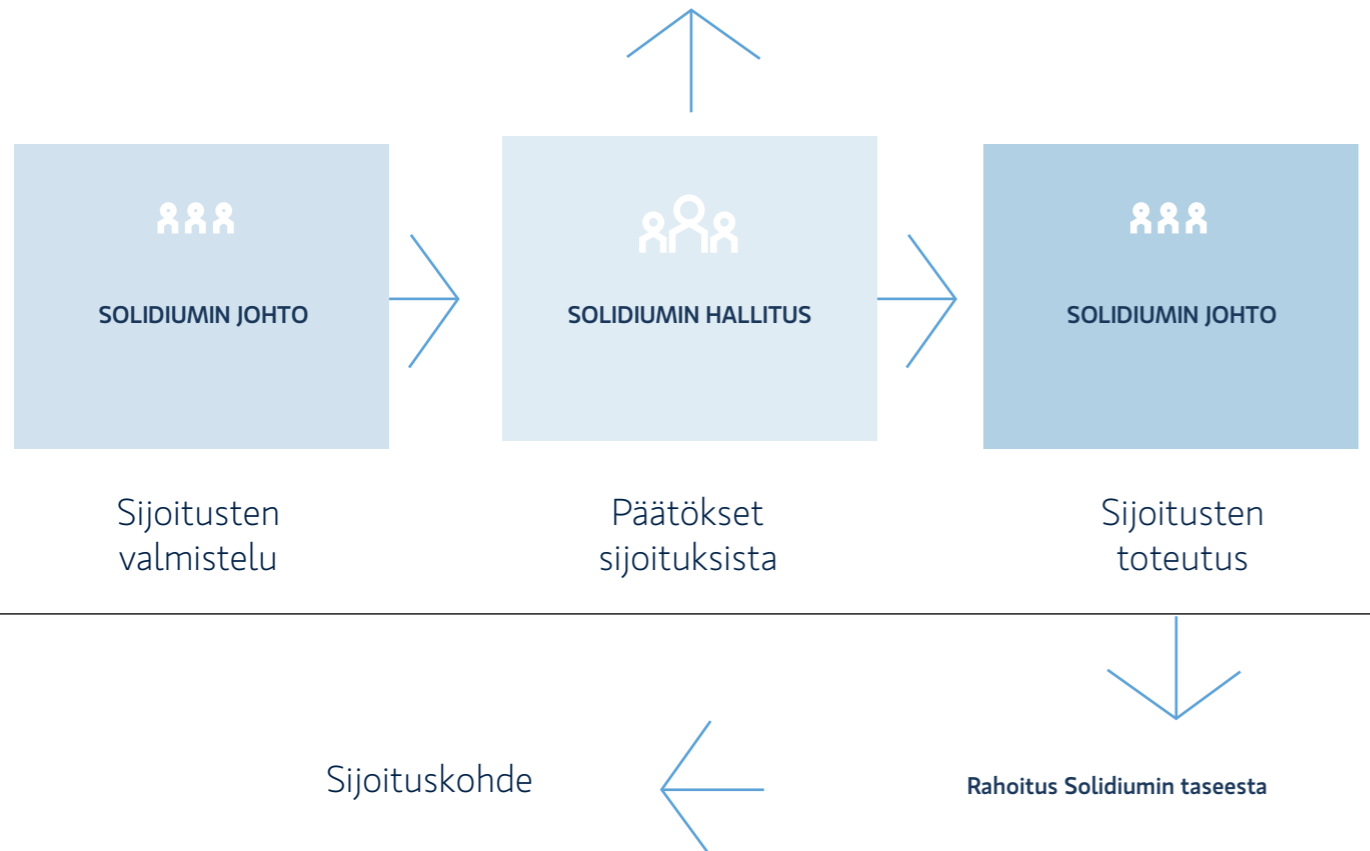 SOLIDIUMIN JOHTO
SOLIDIUMIN HALLITUS
SOLIDIUMIN JOHTO
Sijoitusten
valmistelu
Päätökset
sijoituksista
Sijoitusten
toteutus
Sijoituskohde
Rahoitus Solidiumin taseesta